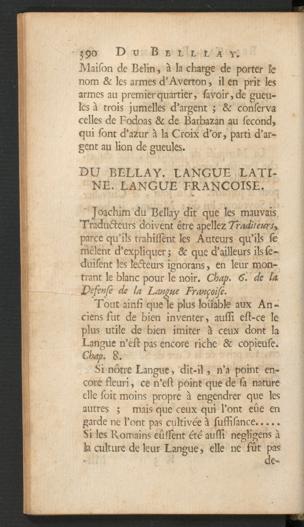 390 DU BELLLAY.
Maison de Belin, à la charge de porter le
nom & les armes d'Averton, il en prit les
armes au premier quartier, savoir, de gueu-
les à trois jumelles d'argent ; & conserva
celles de Fodoas & de Barbazan au second,
qui sont d'azur à la Croix d'or, parti d'ar-
gent au lion de gueules.
DU BELLAY. LANGUE LATI-
NE. LANGUE FRANCOISE.
Joachim du Bellay dit que les mauvais
Traducteurs doivent être apellez Traditeurs,
parce qu'ils trahissent les Auteurs qu'ils se
mêlent d'expliquer ; & que d'ailleurs ils sé-
duisent les lecteurs ignorans, en leur mon-
trant le blanc pour le noir. Chap. 6. de la
Defense de la Langue Françoise.
Tout ainsi que le plus loüable aux An-
ciens fut de bien inventer, aussi est-ce le
plus utile de bien imiter à ceux dont la
Langue n'est pas encore riche & copieuse.
Chap. 8.
Si nôtre Langue, dit-il, n'a point en-
core fleuri, ce n'est point que de sa nature
elle soit moins propre à engendrer que les
autres ; mais que ceux qui l'ont eüe en
garde ne l'ont pas cultivée à suffisance.....
Si les Romains eûssent été aussi negligens à
la culture de leur Langue, elle ne fût pas
de-